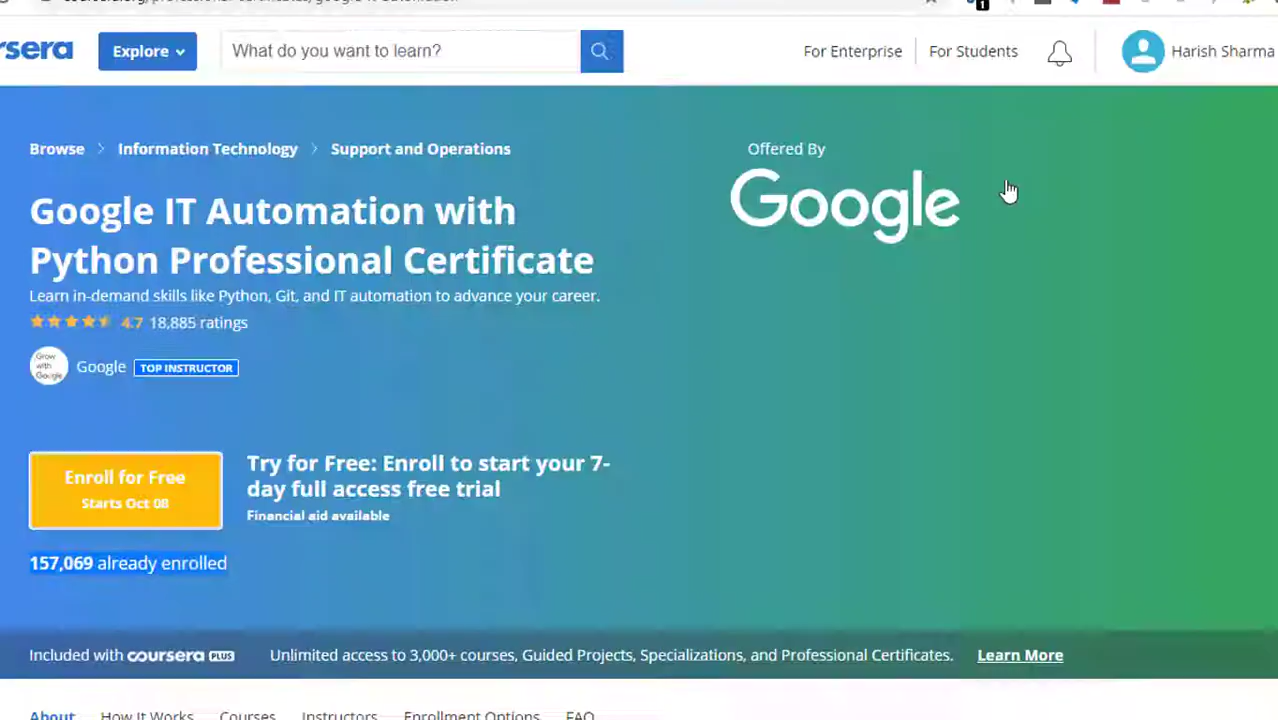 rsera
Explore
What do you want to learn?
For Enterprise
For Students
Harish Sharma
1
Browse > Information Technology > Support and Operations
Offered By
Google
Google IT Automation with
Python Professional Certificate
Learn in-demand skills like Python, Git, and IT automation to advance your career.
4.7 18,885 ratings
Grow
with
Google
Google TOP INSTRUCTOR
Enroll for Free
Starts Oct 08
Try for Free: Enroll to start your 7-
day full access free trial
Financial aid available
157,069 already enrolled
Included with coursera PLUS
Unlimited access to 3,000+ courses, Guided Projects, Specializations, and Professional Certificates. Learn More
About
How It Works
Courses
Instructors
Enrollment Options
FAQ